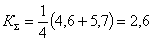 K_Σ = 1/4 (4,6 + 5,7) = 2,6